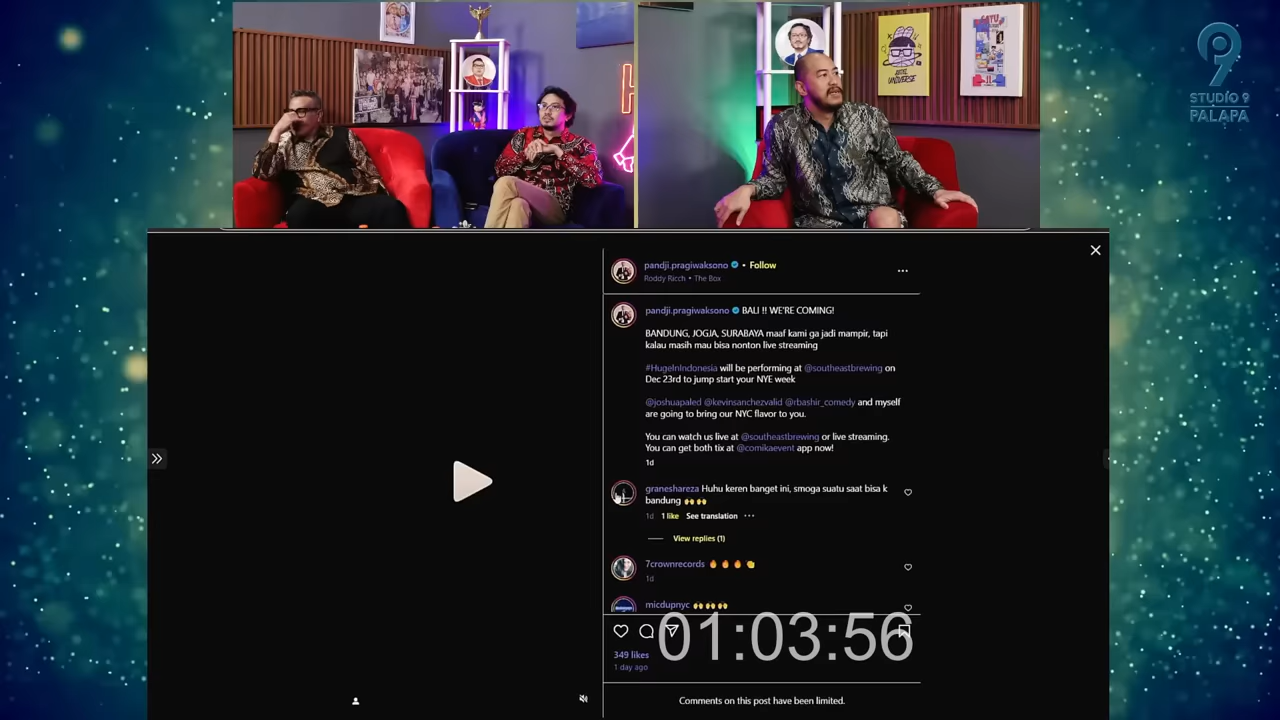 STUDIO 9
PALAPA
UNIVERSE
pandji.pragiwaksono • Follow
Roddy Ricch • The Box
pandji.pragiwaksono BALI !! WE'RE COMING!
BANDUNG, JOGJA, SURABAYA maaf kami ga jadi mampir, tapi
kalau masih mau bisa nonton live streaming
#HugeInIndonesia will be performing at @southeastbrewing on
Dec 23rd to jump start your NYE week
@joshuapaled @kevinsanchezvalid @rbashir_comedy and myself
are going to bring our NYC flavor to you.
You can watch us live at @southeastbrewing or live streaming.
You can get both tix at @comikaevent app now!
1d
graneshareza Huhu keren banget ini, smoga suatu saat bisa k
bandung 🙌 🙌
1d 1 like See translation •••
View replies (1)
7crownrecords 🔥 🔥 🔥 👏
1d
micdupnyc 🙌 🙌 🙌
01:03:56
349 likes
1 day ago
Comments on this post have been limited.